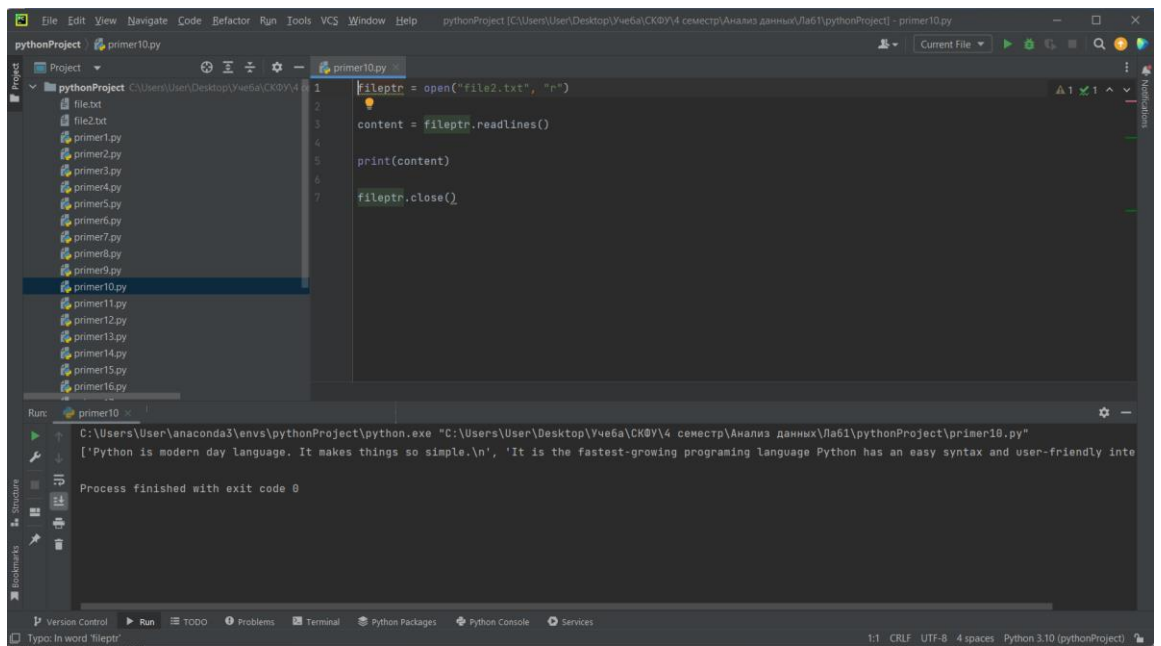 File Edit View Navigate Code Refactor Run Tools VCS Window Help pythonProject [C:\Users\User\Desktop\Учеба\СКФУ\4 семестр\Анализ данных\Лаб1\pythonProject] - primer10.py
pythonProject primer10.py Current File
Project primer10.py
pythonProject C:\Users\User\Desktop\Учеба\СКФУ\4
file.txt
file2.txt
primer1.py
primer2.py
primer3.py
primer4.py
primer5.py
primer6.py
primer7.py
primer8.py
primer9.py
primer10.py
primer11.py
primer12.py
primer13.py
primer14.py
primer15.py
primer16.py
1 fileptr = open("file2.txt", "r")
2
3 content = fileptr.readlines()
4
5 print(content)
6
7 fileptr.close()
1 1
Project
Notifications
Run: primer10
C:\Users\User\anaconda3\envs\pythonProject\python.exe "C:\Users\User\Desktop\Учеба\СКФУ\4 семестр\Анализ данных\Лаб1\pythonProject\primer10.py"
['Python is modern day language. It makes things so simple.\n', 'It is the fastest-growing programing language Python has an easy syntax and user-friendly inte
Process finished with exit code 0
Structure
Bookmarks
Version Control Run TODO Problems Terminal Python Packages Python Console Services
Typo: In word 'fileptr' 1:1 CRLF UTF-8 4 spaces Python 3.10 (pythonProject)